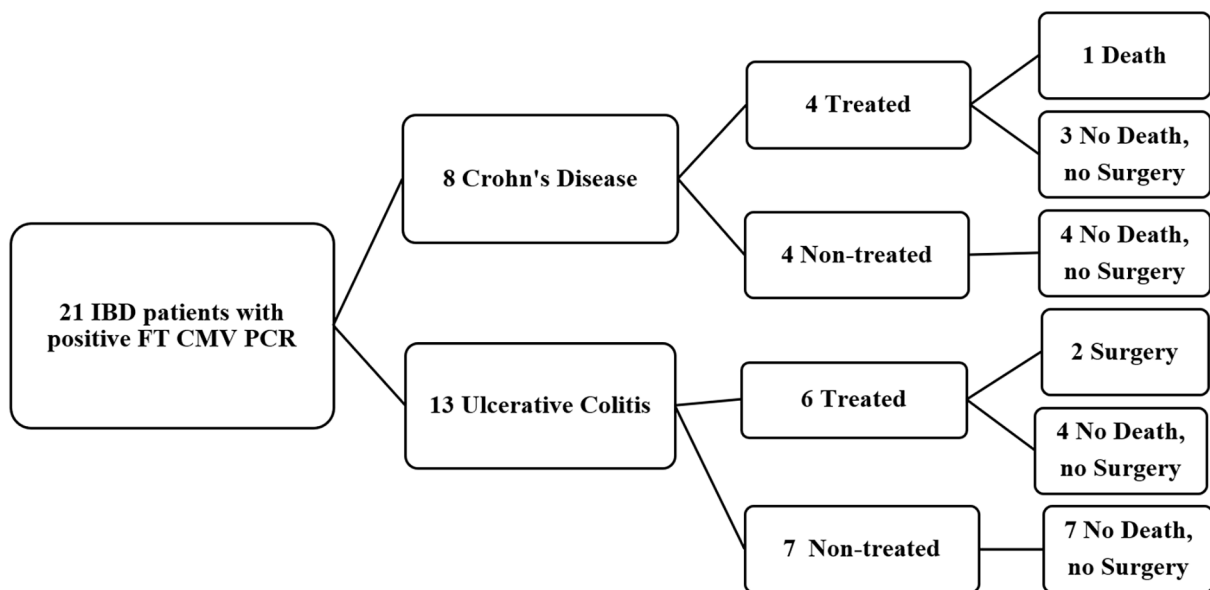 21 IBD patients with
positive FT CMV PCR
8 Crohn's Disease
13 Ulcerative Colitis
4 Treated
4 Non-treated
6 Treated
7 Non-treated
1 Death
3 No Death,
no Surgery
4 No Death,
no Surgery
2 Surgery
4 No Death,
no Surgery
7 No Death,
no Surgery